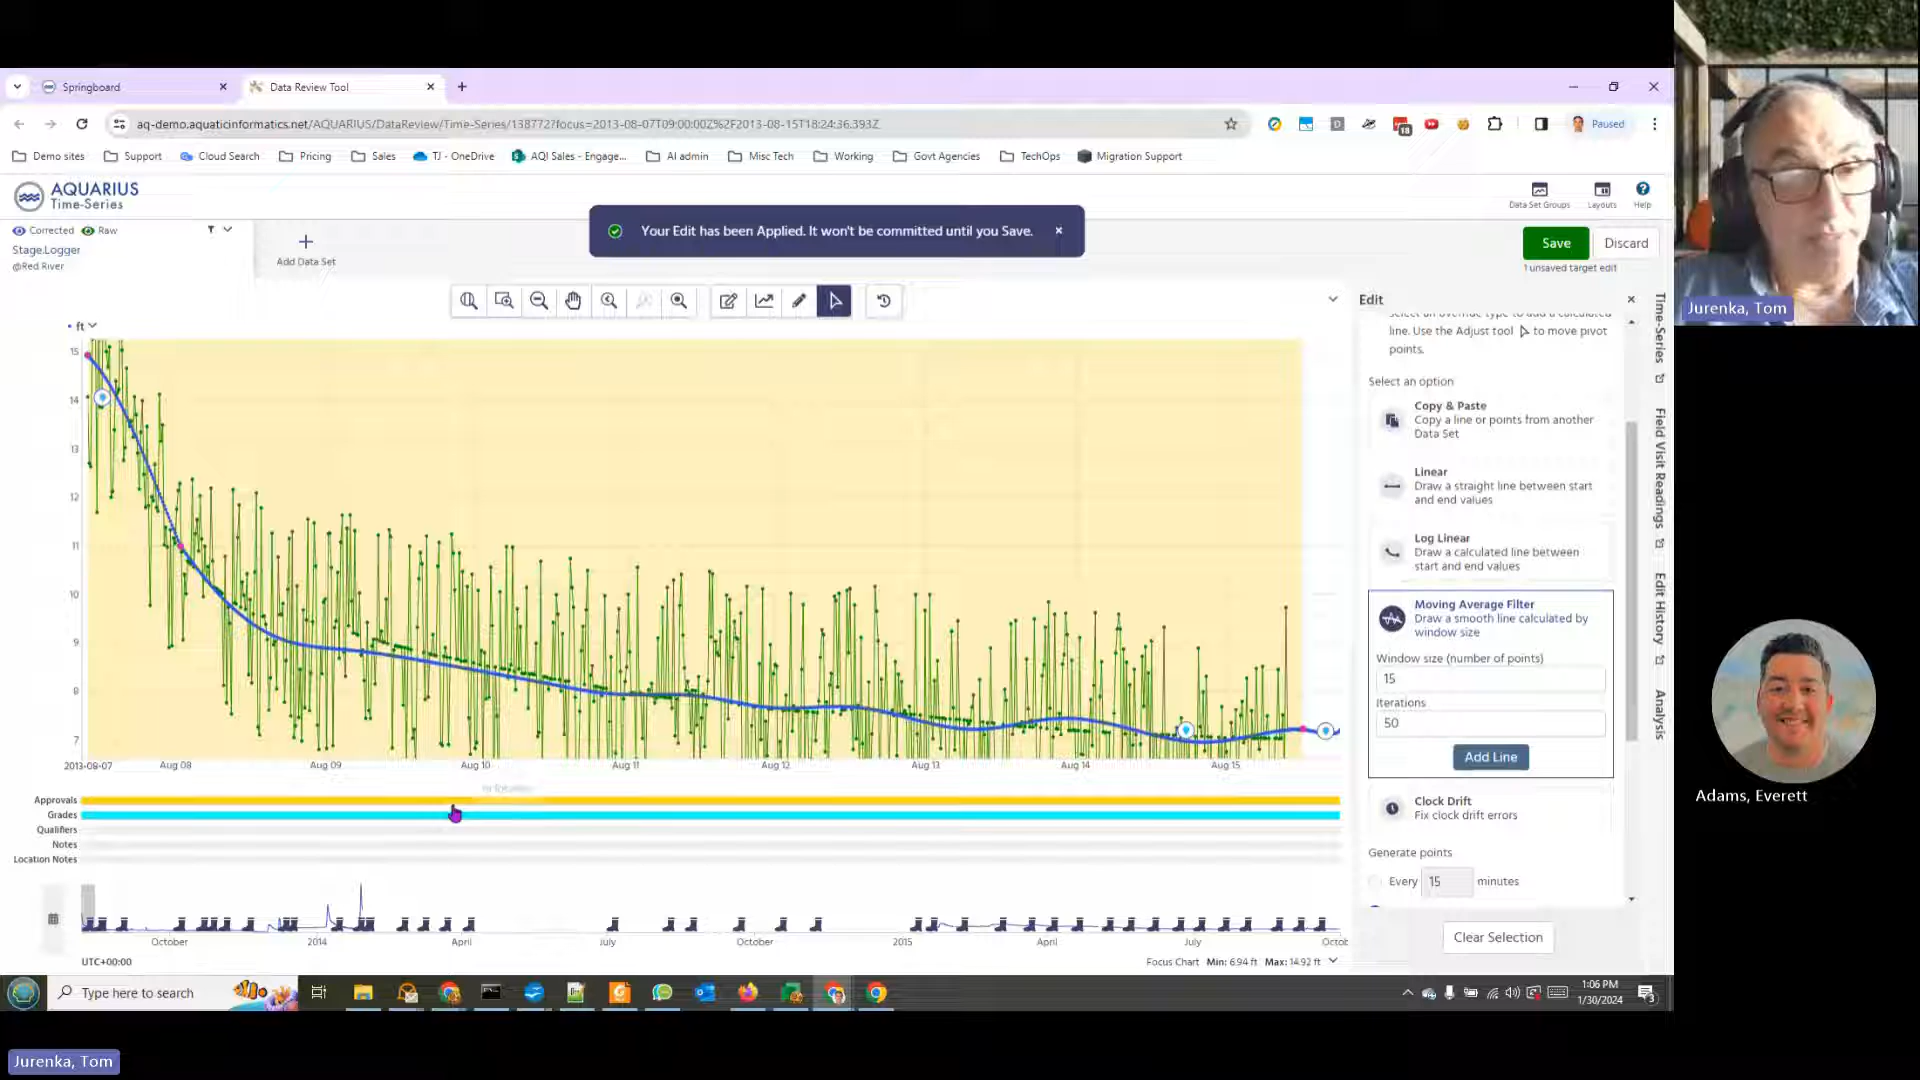 Springboard
Data Review Tool
aq-demo.aquaticinformatics.net/AQUARIUS/DataReview/Time-Series/138772?focus=2013-08-07T09:00:00Z%2F2013-08-15T18:24:36.393Z
18
Paused
Demo sites
Support
Cloud Search
Pricing
Sales
TJ - OneDrive
AQI Sales - Engage...
AI admin
Misc Tech
Working
Govt Agencies
TechOps
Migration Support
AQUARIUS
Time-Series
Data Set Groups
Layouts
Help
Corrected
Raw
Stage.Logger
@Red River
Add Data Set
Your Edit has been Applied. It won't be committed until you Save.
Save
Discard
1 unsaved target edit
Edit
line. Use the Adjust tool to move pivot
points.
Select an option
Copy & Paste
Copy a line or points from another
Data Set
Linear
Draw a straight line between start
and end values
Log Linear
Draw a calculated line between
start and end values
Moving Average Filter
Draw a smooth line calculated by
window size
Window size (number of points)
15
Iterations
50
Add Line
Clock Drift
Fix clock drift errors
Generate points
Every 15 minutes
Clear Selection
Time-Series
Field Visit Readings
Edit History
Analysis
ft
15
14
13
12
11
10
9
8
7
2013-08-07
Aug 08
Aug 09
Aug 10
Aug 11
Aug 12
Aug 13
Aug 14
Aug 15
Approvals
Grades
Qualifiers
Notes
Location Notes
October
2014
April
July
October
2015
April
July
Octob
UTC+00:00
Focus Chart Min: 6.94 ft Max: 14.92 ft
Type here to search
1:06 PM
1/30/2024
3
Jurenka, Tom
Adams, Everett
Jurenka, Tom